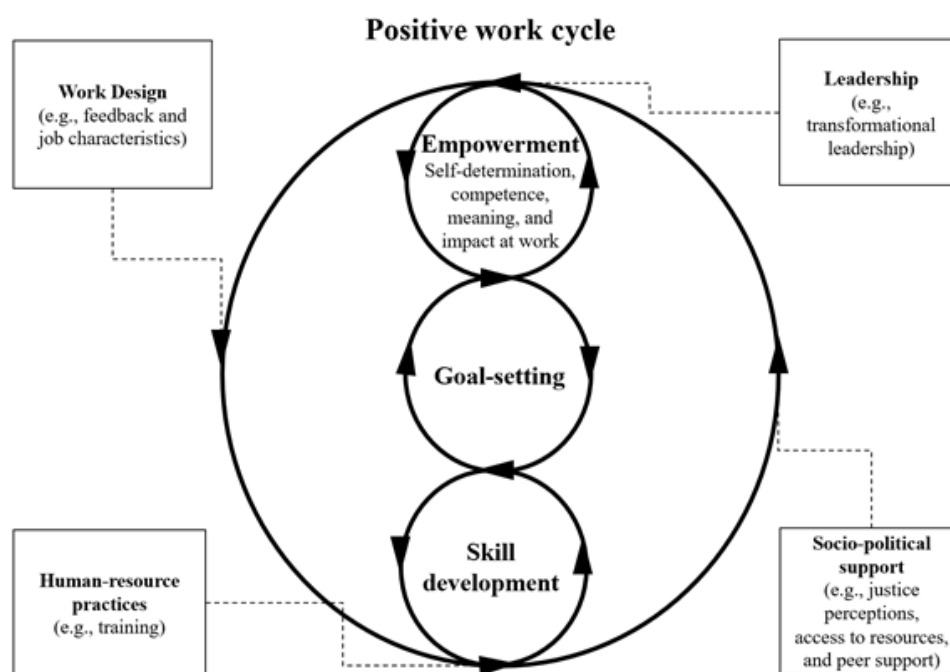 Positive work cycle
Work Design
(e.g., feedback and
job characteristics)
Leadership
(e.g.,
transformational
leadership)
Empowerment
Self-determination,
competence,
meaning, and
impact at work
Goal-setting
Skill
development
Human-resource
practices
(e.g., training)
Socio-political
support
(e.g., justice
perceptions,
access to resources,
and peer support)